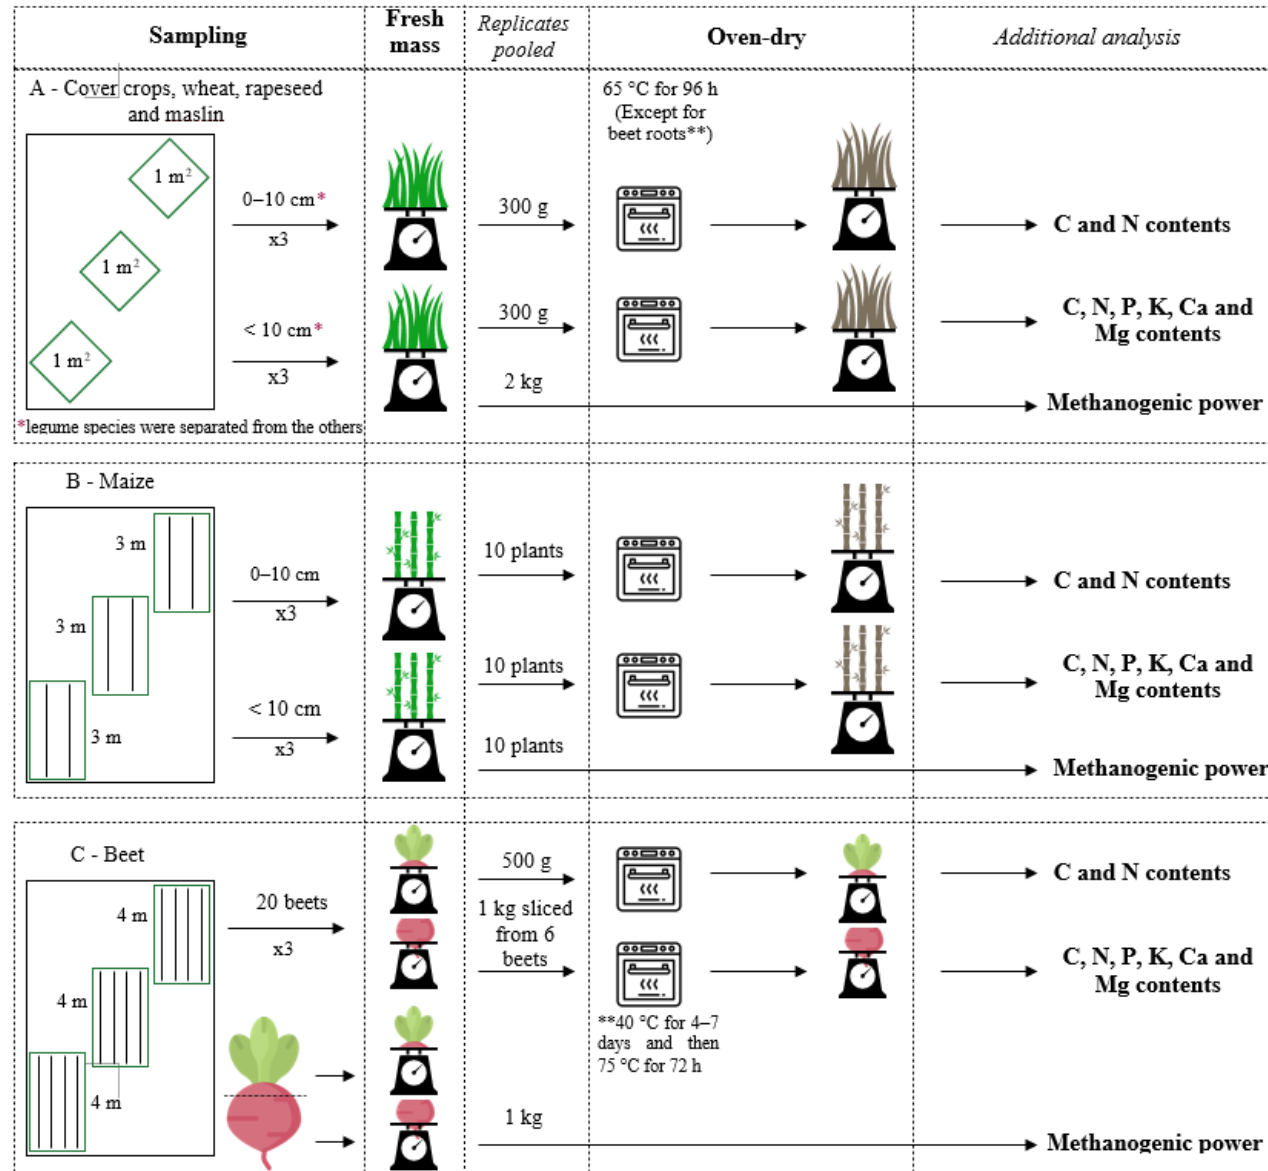 Sampling
Fresh
mass
Replicates
pooled
Oven-dry
Additional analysis
A - Cover crops, wheat, rapeseed
and maslin
1 m²
1 m²
1 m²
0–10 cm*
x3
< 10 cm*
x3
*legume species were separated from the others
300 g
300 g
2 kg
65 °C for 96 h
(Except for
beet roots**)
C and N contents
C, N, P, K, Ca and
Mg contents
Methanogenic power
B - Maize
3 m
3 m
3 m
0–10 cm
x3
< 10 cm
x3
10 plants
10 plants
10 plants
C and N contents
C, N, P, K, Ca and
Mg contents
Methanogenic power
C - Beet
4 m
4 m
4 m
20 beets
x3
500 g
1 kg sliced
from 6
beets
1 kg
**40 °C for 4–7
days and then
75 °C for 72 h
C and N contents
C, N, P, K, Ca and
Mg contents
Methanogenic power